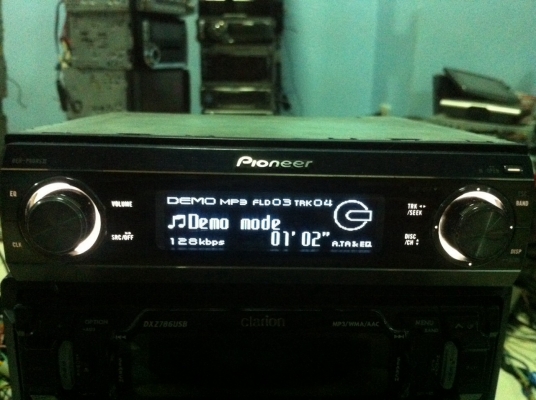 Pioneer
DEMO MP3 FLD03 TRK04
Demo mode
128kbps 01'02" A.TA & EQ
EQ
VOLUME
SRC/OFF
CLK
TRK
/SEEK
DISC
/CH
BAND
DISP
DXZ786USB clarion MP3/WMA/AAC
MENU